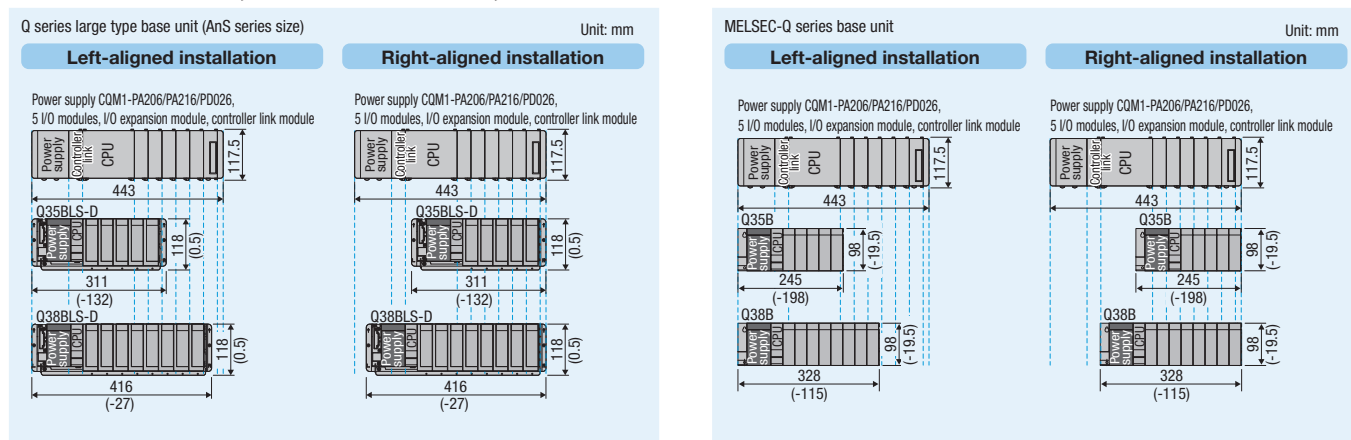 Q series large type base unit (AnS series size)
Unit: mm
Left-aligned installation
Right-aligned installation
Power supply CQM1-PA206/PA216/PD026,
5 I/O modules, I/O expansion module, controller link module
Power supply
Controller link
CPU
117.5
443
Q35BLS-D
Power supply
CPU
118
(0.5)
311
(-132)
Q38BLS-D
Power supply
CPU
118
(0.5)
416
(-27)
Power supply CQM1-PA206/PA216/PD026,
5 I/O modules, I/O expansion module, controller link module
Power supply
Controller link
CPU
117.5
443
Q35BLS-D
Power supply
CPU
118
(0.5)
311
(-132)
Q38BLS-D
Power supply
CPU
118
(0.5)
416
(-27)
MELSEC-Q series base unit
Unit: mm
Left-aligned installation
Right-aligned installation
Power supply CQM1-PA206/PA216/PD026,
5 I/O modules, I/O expansion module, controller link module
Power supply
Controller link
CPU
117.5
443
Q35B
Power supply
CPU
98
(-19.5)
245
(-198)
Q38B
Power supply
CPU
98
(-19.5)
328
(-115)
Power supply CQM1-PA206/PA216/PD026,
5 I/O modules, I/O expansion module, controller link module
Power supply
Controller link
CPU
117.5
443
Q35B
Power supply
CPU
98
(-19.5)
245
(-198)
Q38B
Power supply
CPU
98
(-19.5)
328
(-115)